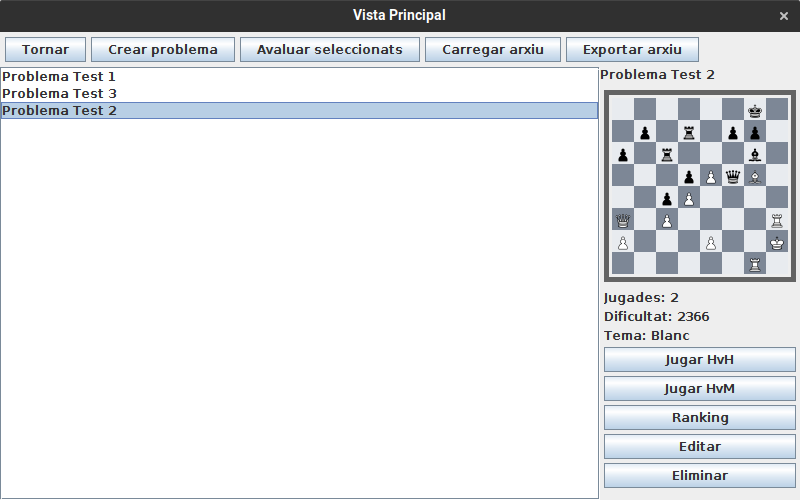 Vista Principal
Tornar Crear problema Avaluar seleccionats Carregar arxiu Exportar arxiu
Problema Test 1
Problema Test 3
Problema Test 2
Problema Test 2
Jugades: 2
Dificultat: 2366
Tema: Blanc
Jugar HvH
Jugar HvM
Ranking
Editar
Eliminar